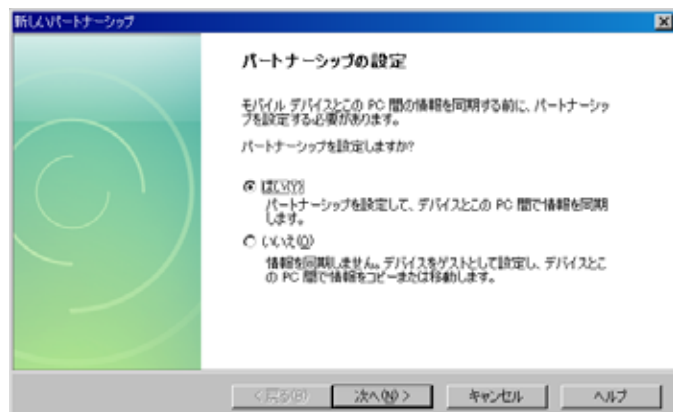 新しいパートナーシップ
パートナーシップの設定
モバイル デバイスとこの PC 間の情報を同期する前に、パートナーシッ
プを設定する必要があります。
パートナーシップを設定しますか?
はい(Y)
パートナーシップを設定して、デバイスとこの PC 間で情報を同期
します。
いいえ(O)
情報を同期しません。デバイスをゲストとして設定し、デバイスとこ
の PC 間で情報をコピーまたは移動します。
< 戻る(B)
次へ(N) >
キャンセル
ヘルプ